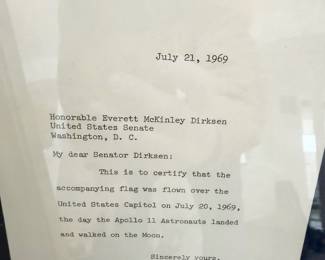 July 21, 1969
Honorable Everett McKinley Dirksen
United States Senate
Washington, D. C.
My dear Senator Dirksen:
This is to certify that the
accompanying flag was flown over the
United States Capitol on July 20, 1969,
the day the Apollo 11 Astronauts landed
and walked on the Moon.
Sincerely yours,